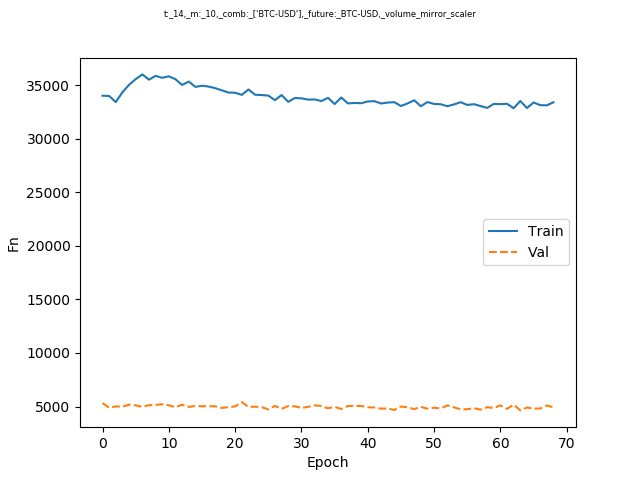 t:_14,_m:_10,_comb:_['BTC-USD'],_future:_BTC-USD,_volume_mirror_scaler
35000
30000
25000
20000
15000
10000
5000
Fn
Train
Val
0 10 20 30 40 50 60 70
Epoch